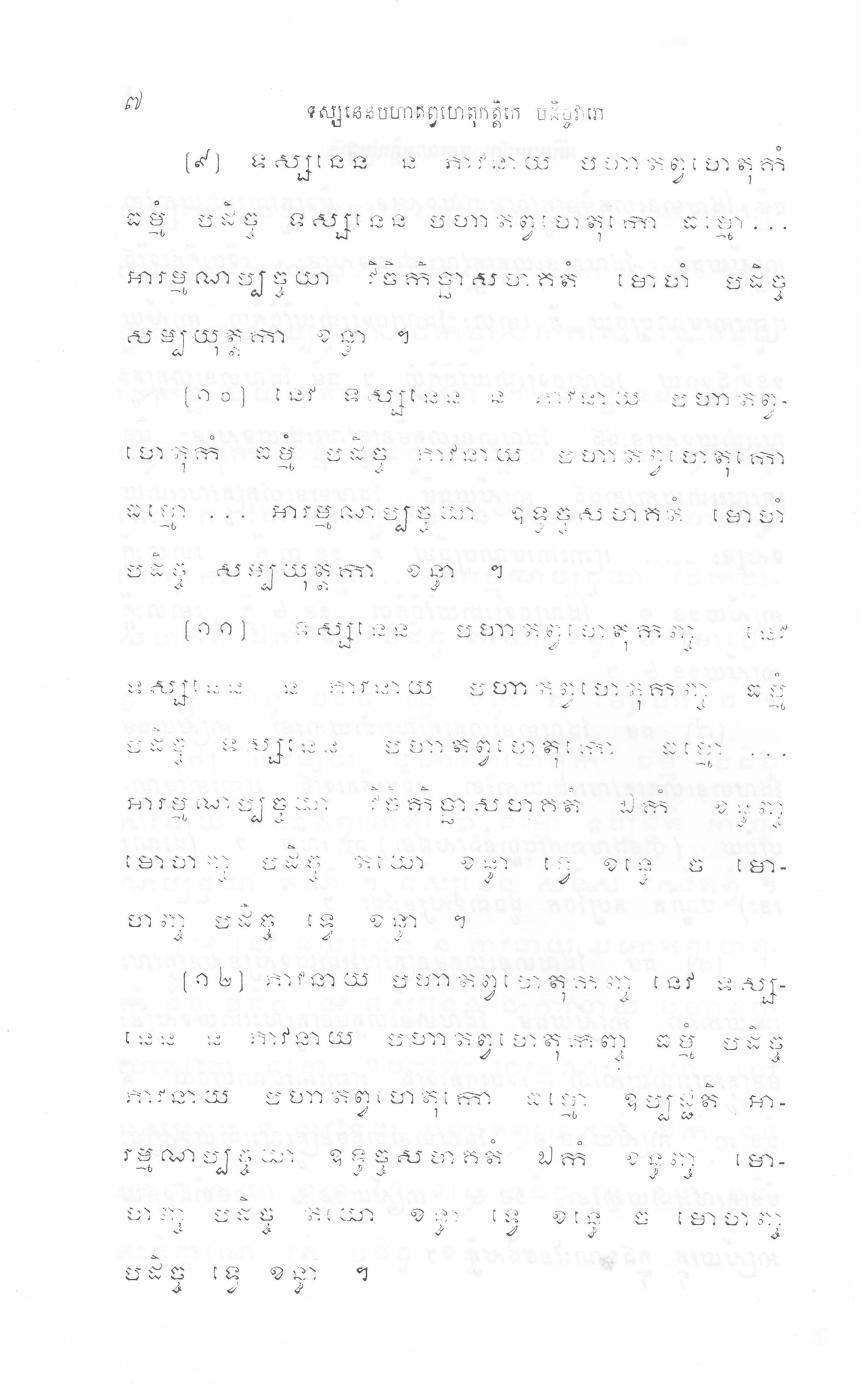 ៧
ទស្សនេនបហាតព្វហេតុកត្តិកេ បដិច្ចវារោ
[៩] ទស្សនេន ន ភាវនាយ បហាតព្វហេតុកំ
ធម្មំ បដិច្ច ទស្សនេន បហាតព្វហេតុកោ ធម្មោ...
អារម្មណប្បច្ចយា វិចិកិច្ឆាសហគតំ មោហំ បដិច្ច
សម្បយុត្តកា ខន្ធា ។
[១០] នេវ ទស្សនេន ន ភាវនាយ បហាតព្វ-
ហេតុកំ ធម្មំ បដិច្ច ភាវនាយ បហាតព្វហេតុកោ
ធម្មោ ... អារម្មណប្បច្ចយា ឧទ្ធច្ចសហគតំ មោហំ
បដិច្ច សម្បយុត្តកា ខន្ធា ។
[១១] ទស្សនេន បហាតព្វហេតុកញ្ច នេវ
ទស្សនេន ន ភាវនាយ បហាតព្វហេតុកញ្ច ធម្មំ
បដិច្ច ទស្សនេន បហាតព្វហេតុកោ ធម្មោ...
អារម្មណប្បច្ចយា វិចិកិច្ឆាសហគតំ ឯកំ ខន្ធញ្ច
មោហញ្ច បដិច្ច តយោ ខន្ធា ទ្វេ ខន្ធេ ច មោ-
ហញ្ច បដិច្ច ទ្វេ ខន្ធា ។
[១២] ភាវនាយ បហាតព្វហេតុកញ្ច នេវ ទស្ស-
នេន ន ភាវនាយ បហាតព្វហេតុកញ្ច ធម្មំ បដិច្ច
ភាវនាយ បហាតព្វហេតុកោ ធម្មោ ឧប្បជ្ជតិ អា-
រម្មណប្បច្ចយា ឧទ្ធច្ចសហគតំ ឯកំ ខន្ធញ្ច មោ-
ហញ្ច បដិច្ច តយោ ខន្ធា ទ្វេ ខន្ធេ ច មោហញ្ច
បដិច្ច ទ្វេ ខន្ធា ។